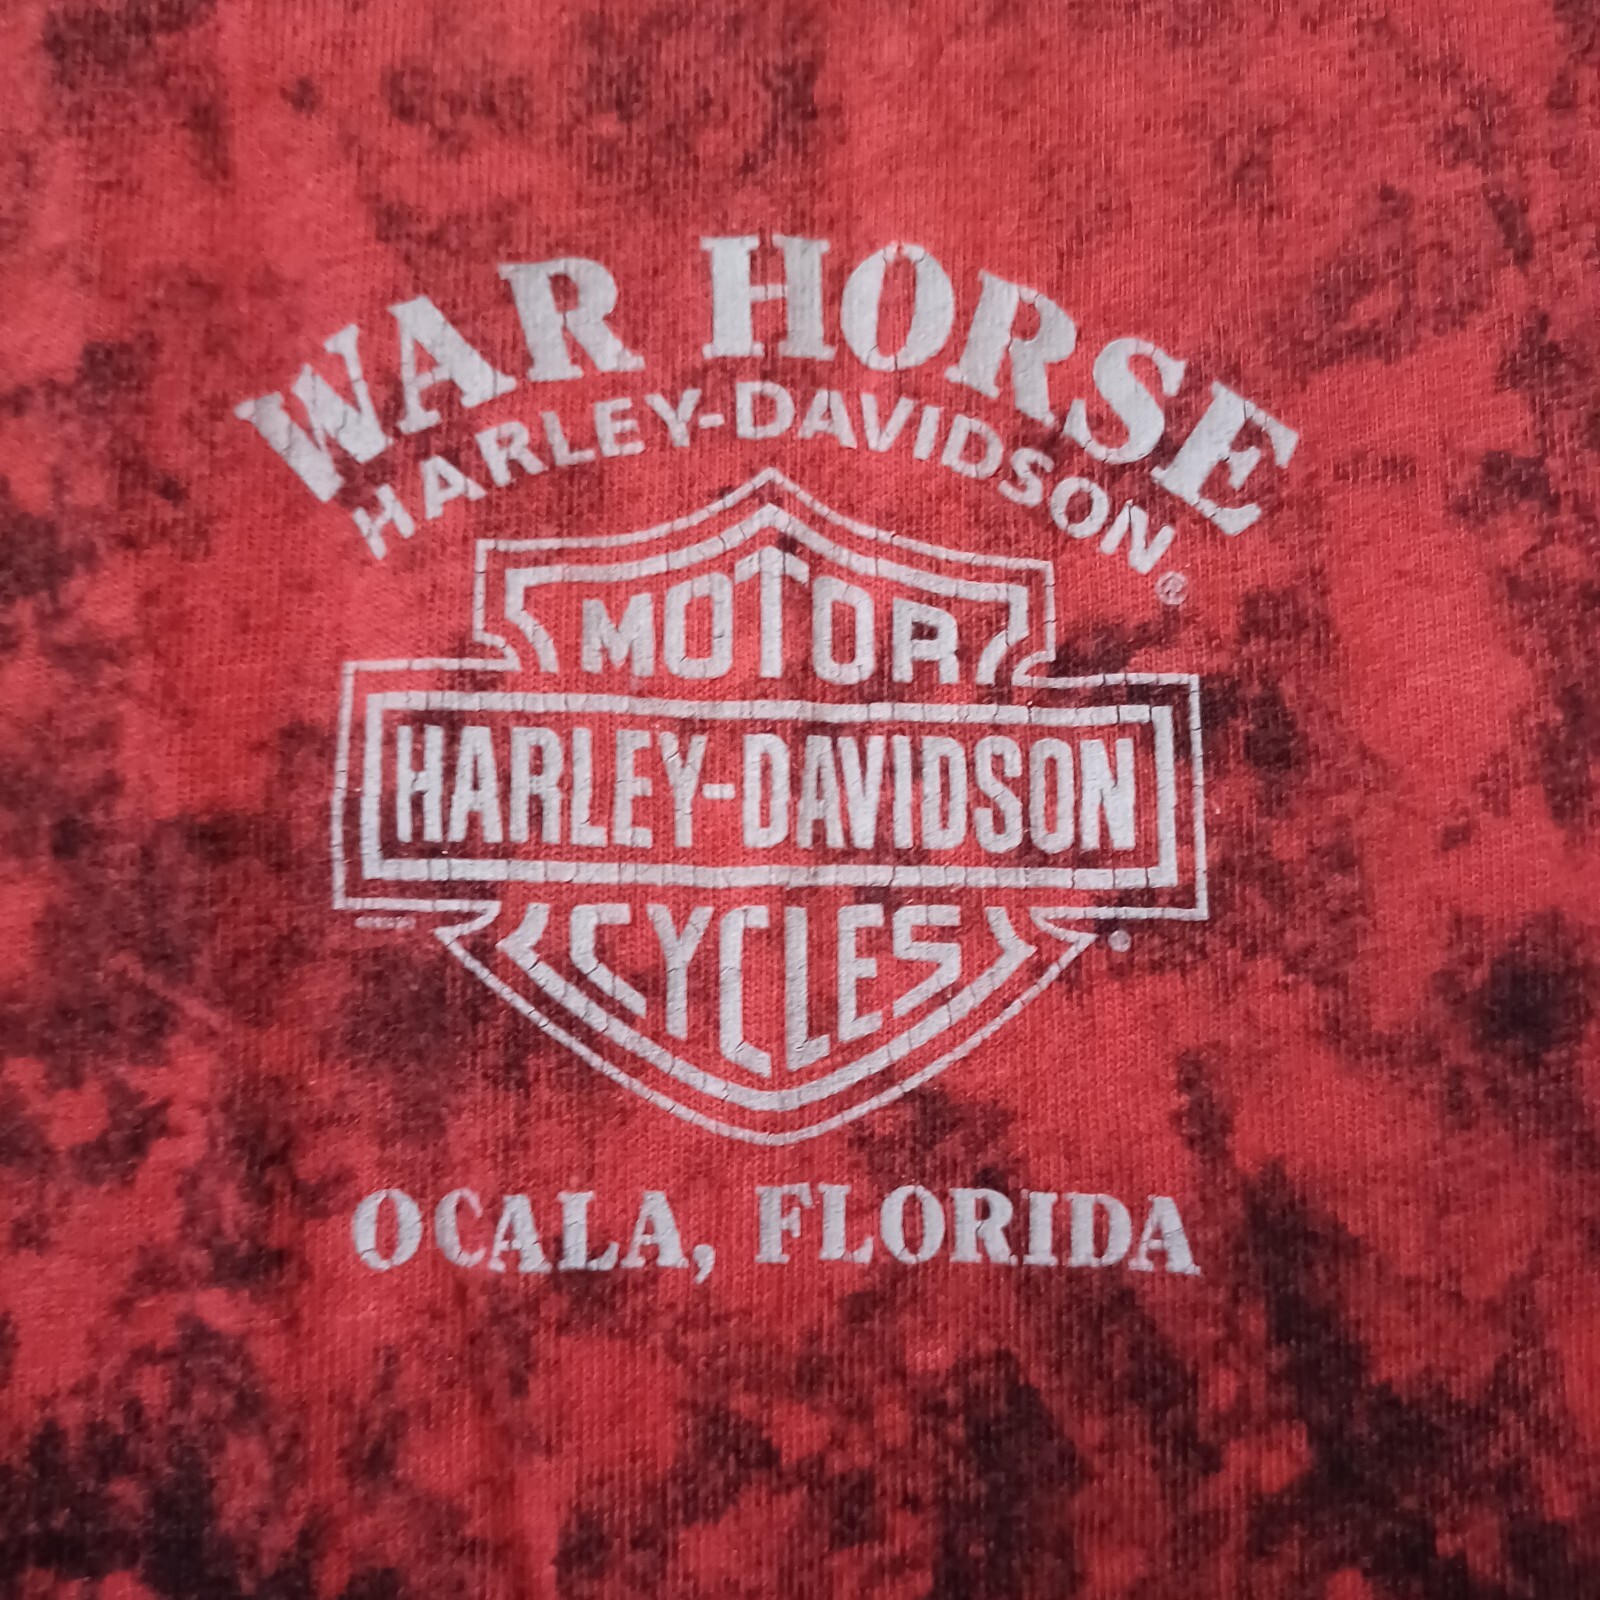 WAR HORSE
HARLEY-DAVIDSON®
MOTOR
HARLEY-DAVIDSON
CYCLES
®
OCALA, FLORIDA